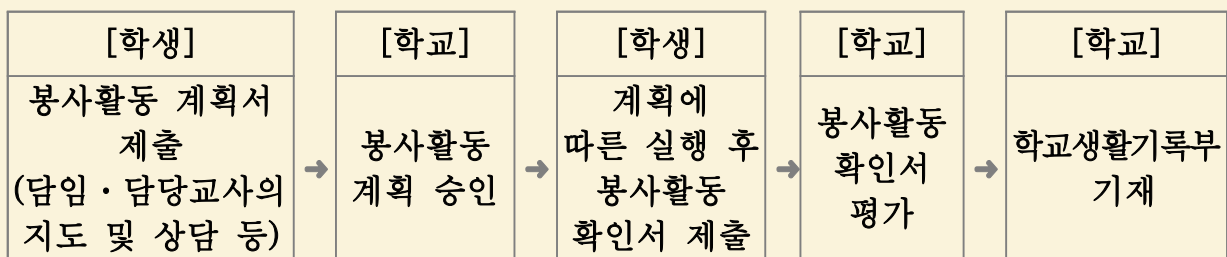 [학생]
봉사활동 계획서
제출
(담임·담당교사의
지도 및 상담 등)
➜
[학교]
봉사활동
계획 승인
➜
[학생]
계획에
따른 실행 후
봉사활동
확인서 제출
➜
[학교]
봉사활동
확인서
평가
➜
[학교]
학교생활기록부
기재